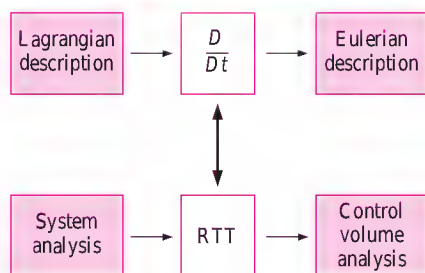 Lagrangian
description
D
Dt
Eulerian
description
System
analysis
RTT
Control
volume
analysis